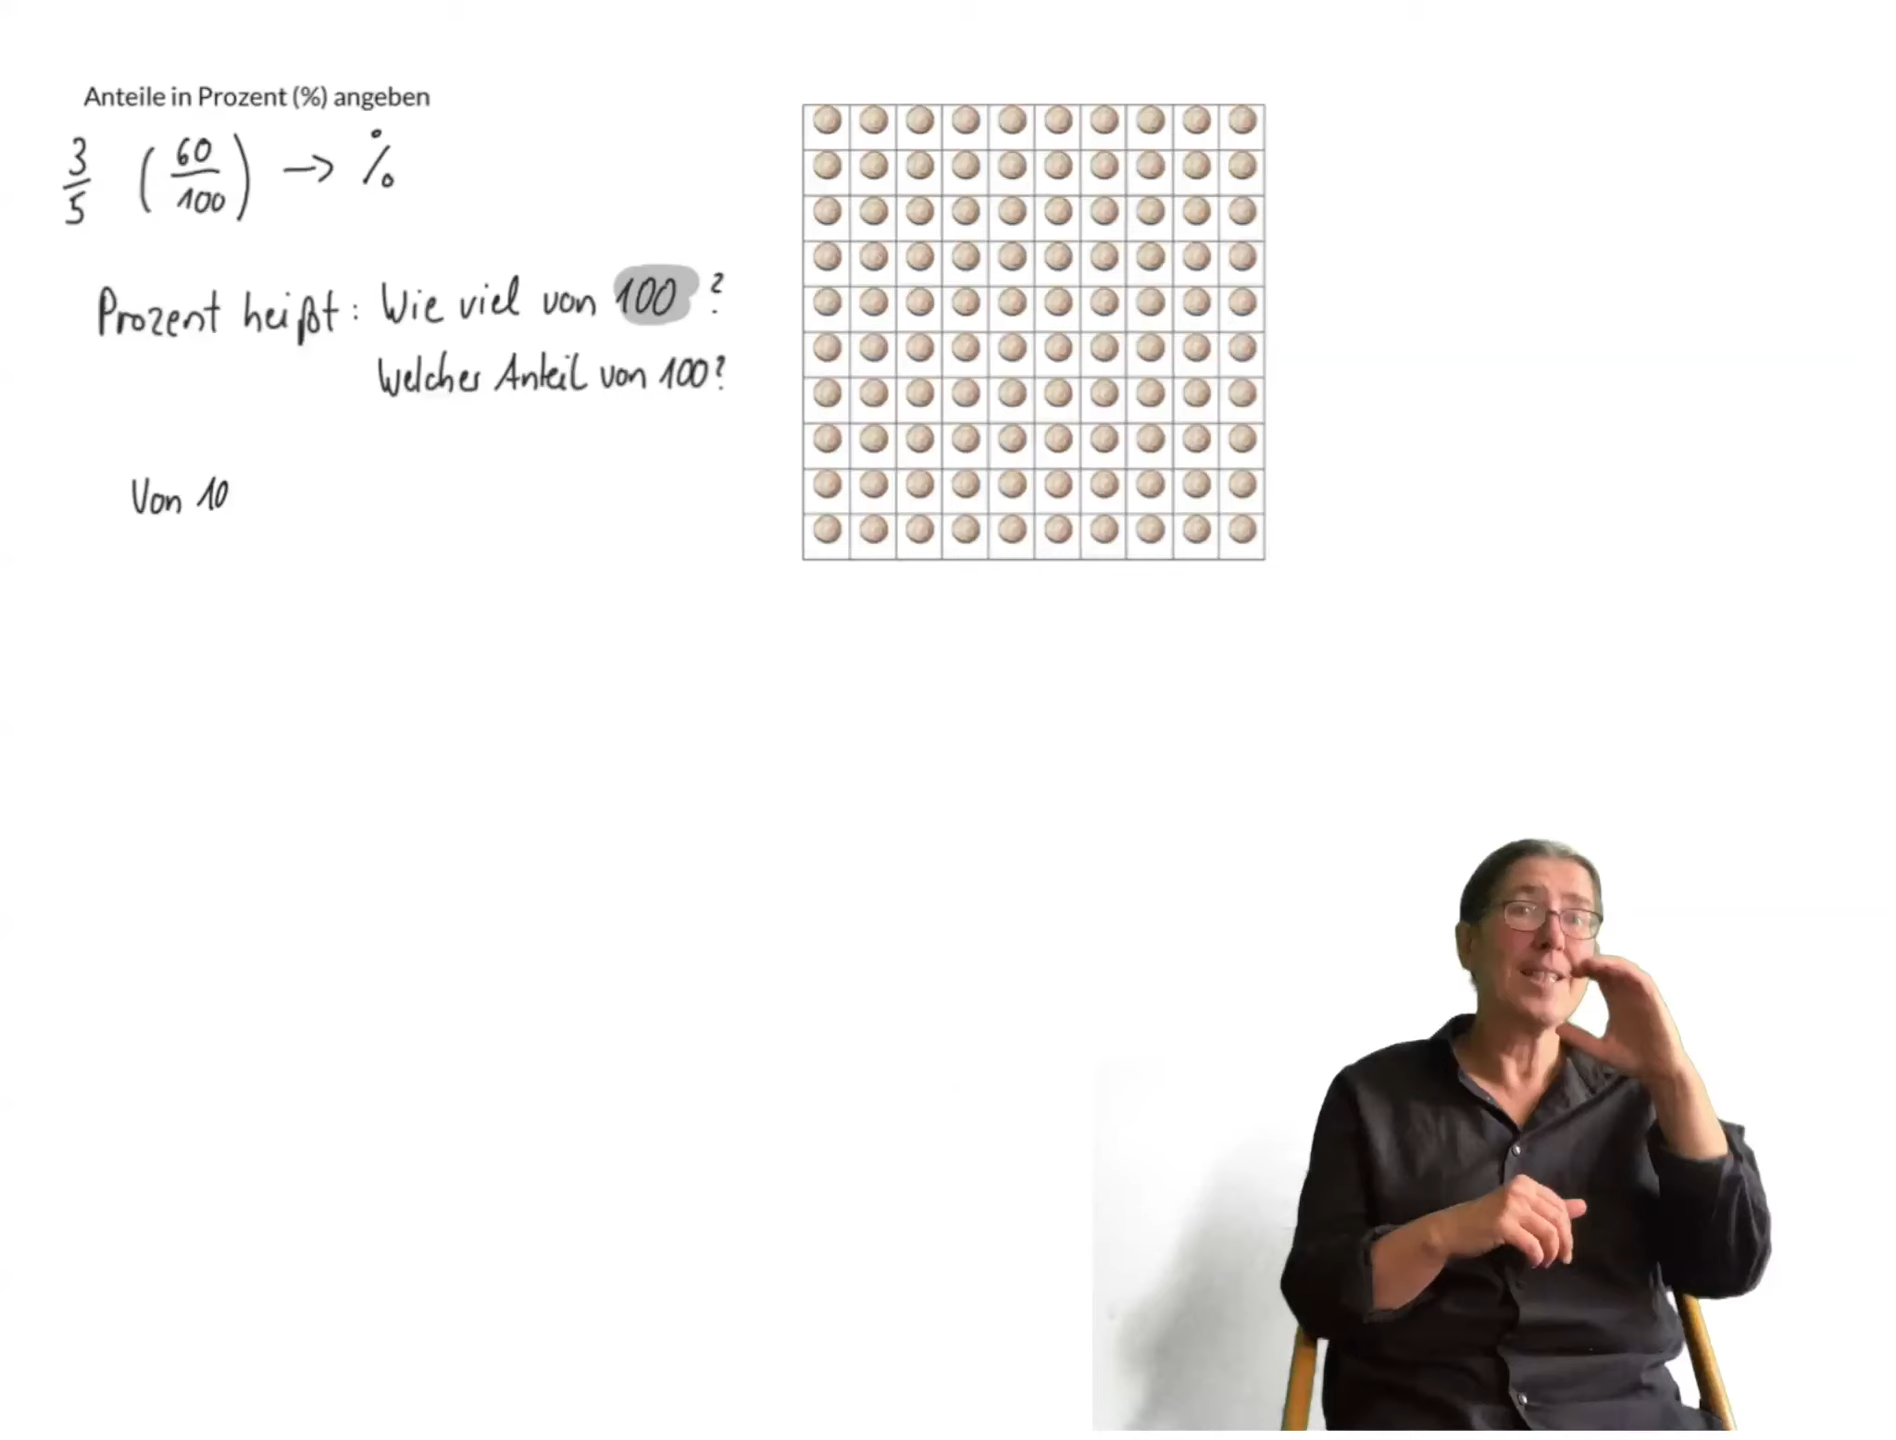 Anteile in Prozent (%) angeben
3/5 (60/100) → %
Prozent heißt: Wie viel von 100?
Welcher Anteil von 100?
Von 10